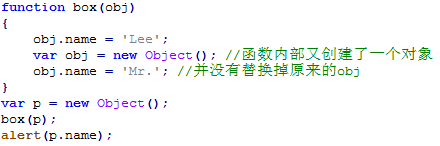 function box(obj)
{
    obj.name = 'Lee';
    var obj = new Object(); //函数内部又创建了一个对象
    obj.name = 'Mr.'; //并没有替换掉原来的obj
}
var p = new Object();
box(p);
alert(p.name);